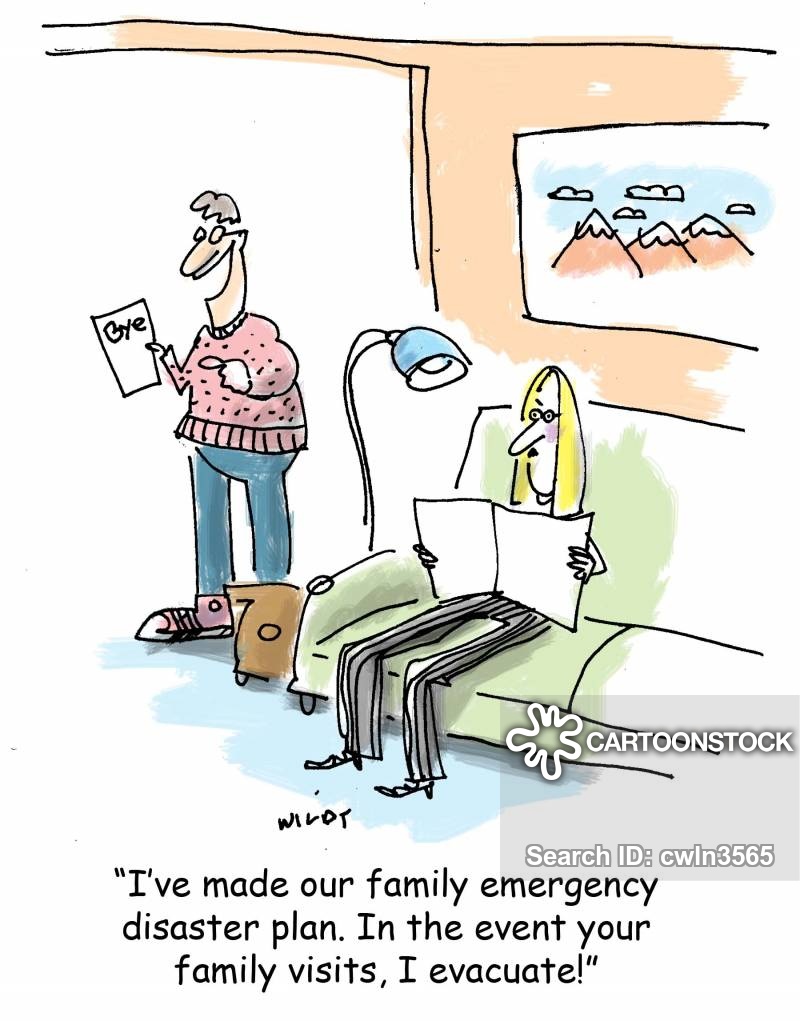 Bye
WILDT
CARTOONSTOCK
Search ID: cwln3565
“I’ve made our family emergency
disaster plan. In the event your
family visits, I evacuate!”